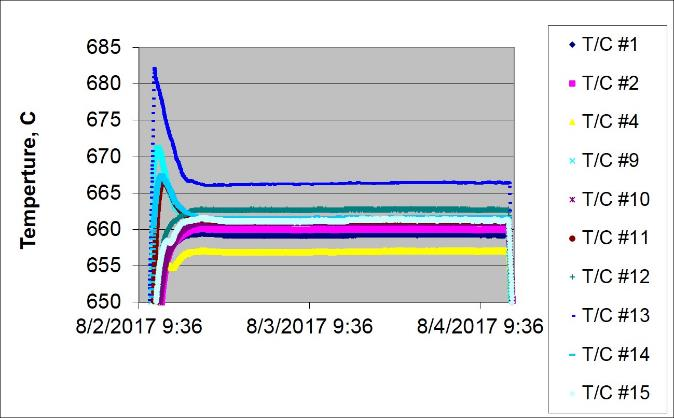 Temperture, C
685
685
675
670
665
660
655
650
8/2/2017 9:36
8/3/2017 9:36
8/4/2017 9:36
T/C #1
T/C #2
T/C #4
T/C #9
T/C #10
T/C #11
T/C #12
T/C #13
T/C #14
T/C #15